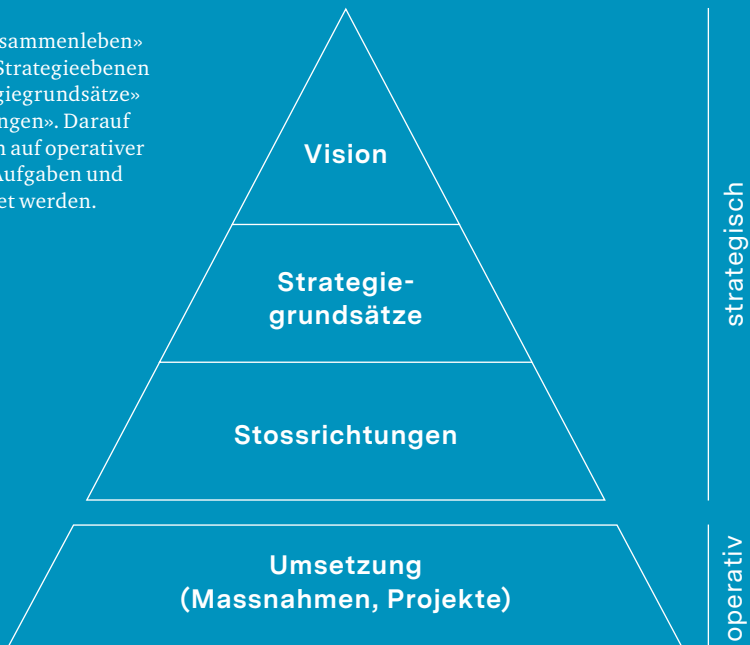 sammenleben»
Strategieebenen
giegrundsätze»
ngen». Darauf
n auf operativer
Aufgaben und
et werden.
Vision
Strategie-
grundsätze
Stossrichtungen
Umsetzung
(Massnahmen, Projekte)
strategisch
operativ